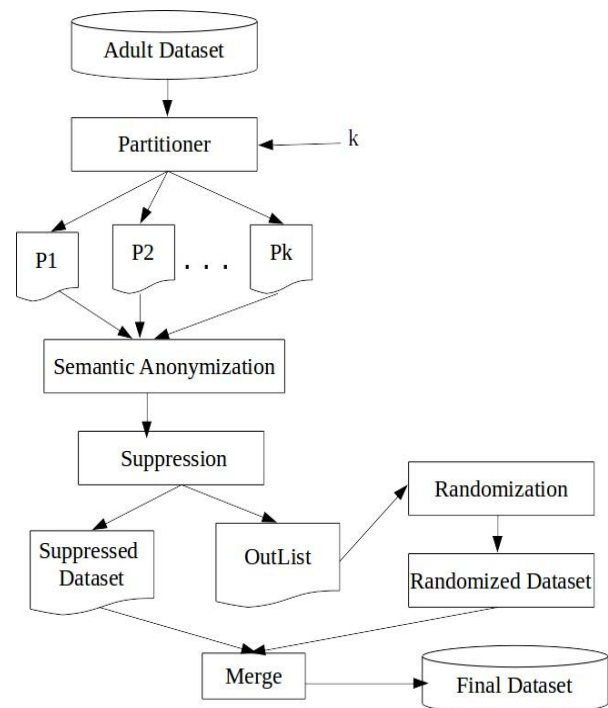 Adult Dataset
Partitioner
k
P1
P2
. . .
Pk
Semantic Anonymization
Suppression
Randomization
Suppressed
Dataset
OutList
Randomized Dataset
Merge
Final Dataset